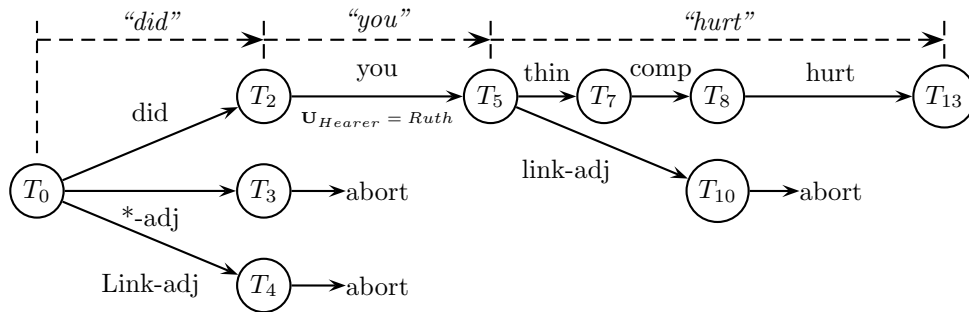 “did” “you” “hurt”
you thin comp hurt
T2 T5 T7 T8 T13
did U_Hearer = Ruth
link-adj
T0 T3 abort T10 abort
*-adj
Link-adj T4 abort